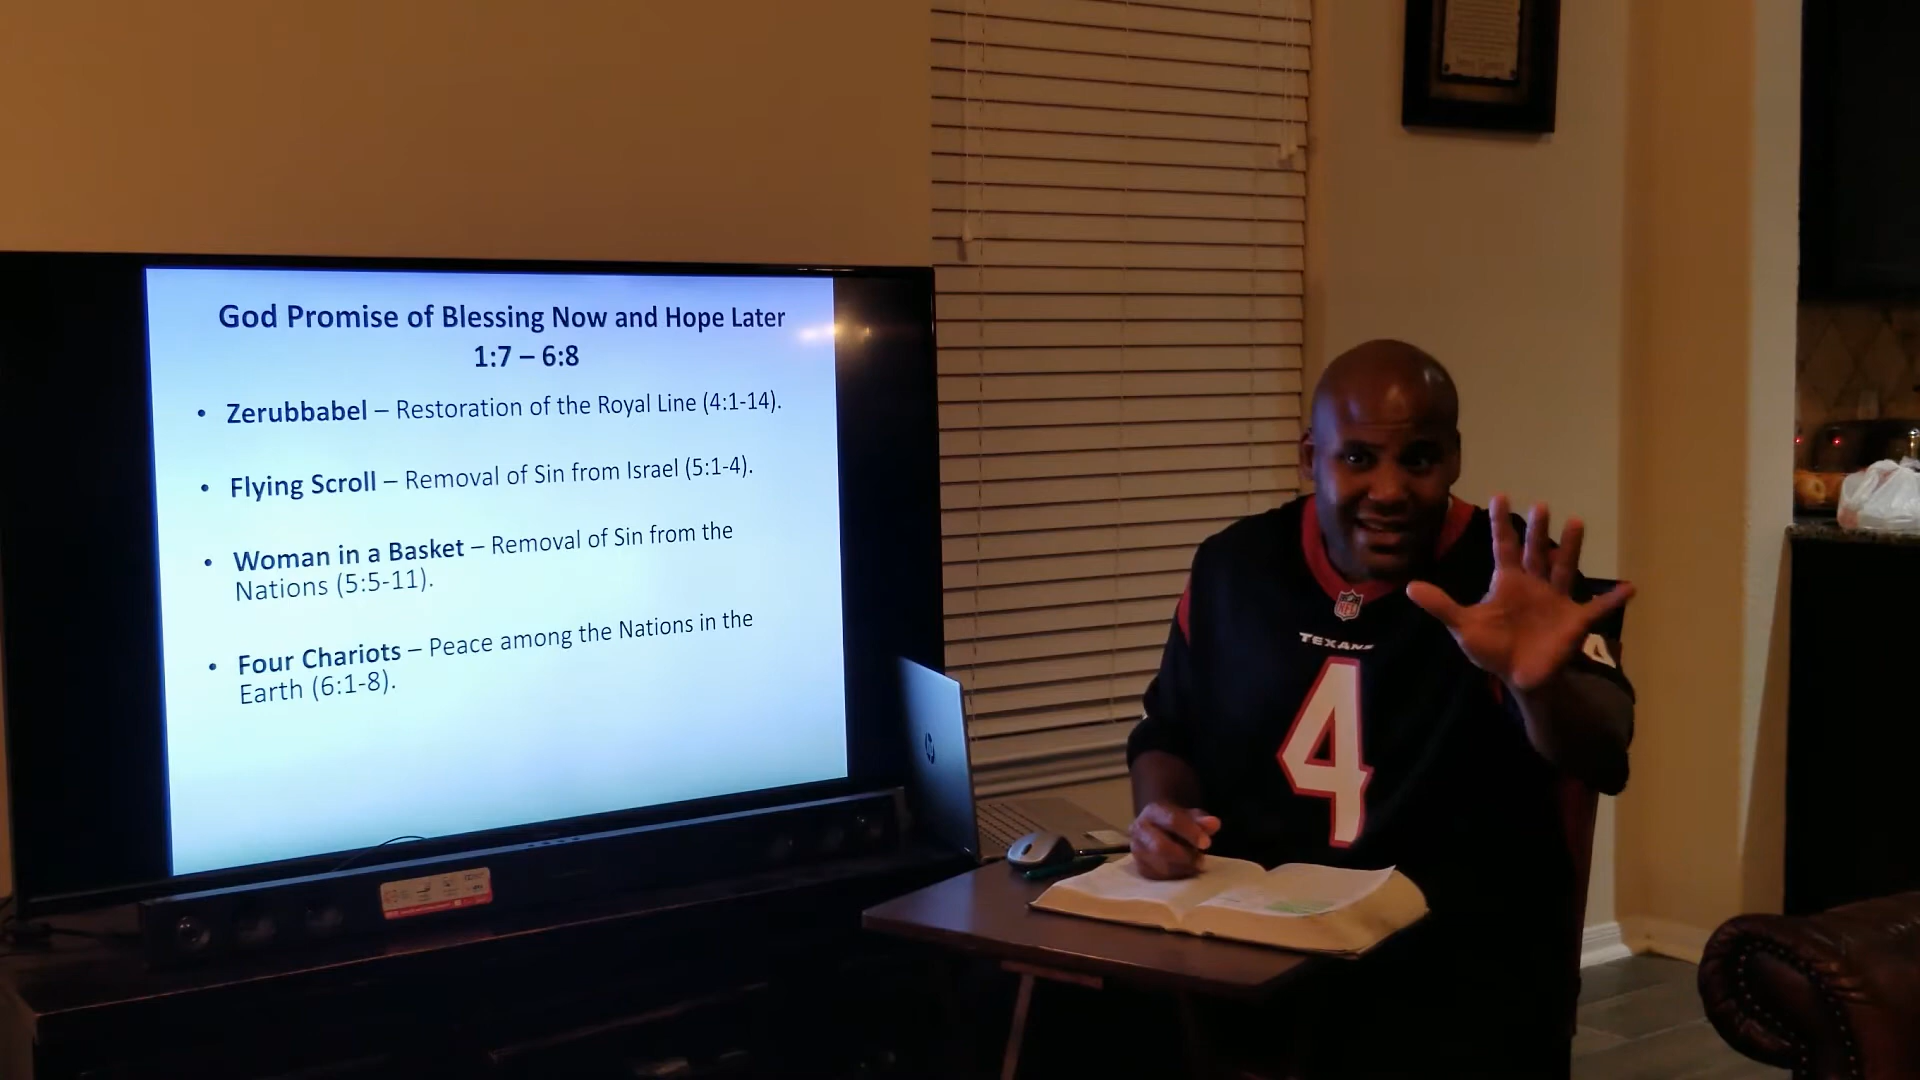 God Promise of Blessing Now and Hope Later
1:7 – 6:8
• Zerubbabel – Restoration of the Royal Line (4:1-14).
• Flying Scroll – Removal of Sin from Israel (5:1-4).
• Woman in a Basket – Removal of Sin from the
Nations (5:5-11).
• Four Chariots – Peace among the Nations in the
Earth (6:1-8).
hp
NFL
TEXANS
4
4